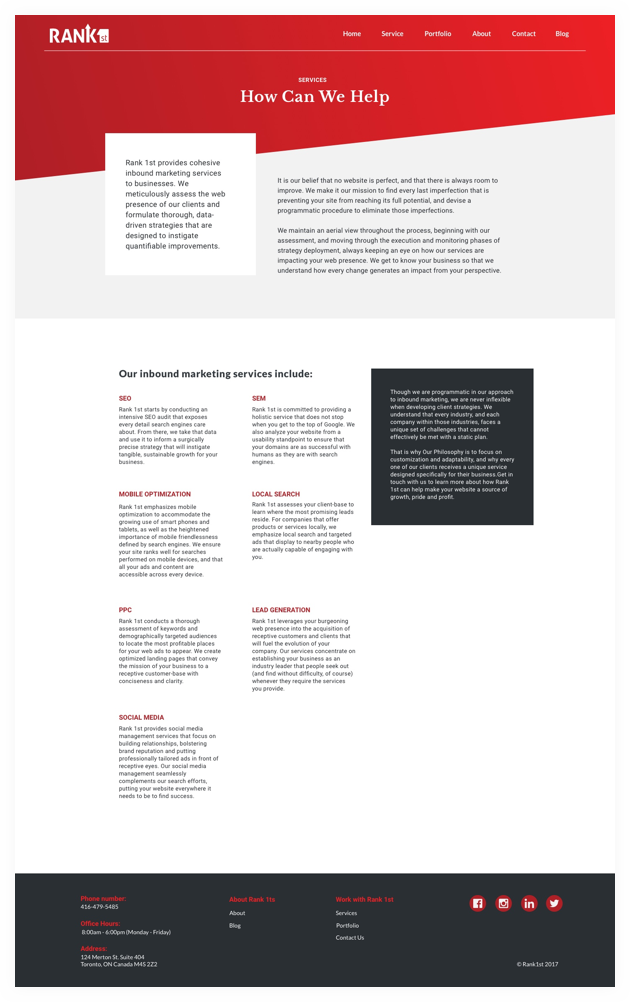 RANK1st
Home Service Portfolio About Contact Blog
SERVICES
How Can We Help
Rank 1st provides cohesive
inbound marketing services
to businesses. We
meticulously assess the web
presence of our clients and
formulate thorough, data-
driven strategies that are
designed to instigate
quantifiable improvements.
It is our belief that no website is perfect, and that there is always room to
improve. We make it our mission to find every last imperfection that is
preventing your site from reaching its full potential, and devise a
programmatic procedure to eliminate those imperfections.
We maintain an aerial view throughout the process, beginning with our
assessment, and moving through the execution and monitoring phases of
strategy deployment, always keeping an eye on how our services are
impacting your web presence. We get to know your business so that we
understand how every change generates an impact from your perspective.
Our inbound marketing services include:
SEO
Rank 1st starts by conducting an
intensive SEO audit that exposes
every detail search engines care
about. From there, we take that data
and use it to inform a surgically
precise strategy that will instigate
tangible, sustainable growth for your
business.
SEM
Rank 1st is committed to providing a
holistic service that does not stop
when you get to the top of Google. We
also analyze your website from a
usability standpoint to ensure that
your domains are as successful with
humans as they are with search
engines.
Though we are programmatic in our approach
to inbound marketing, we are never inflexible
when developing client strategies. We
understand that every industry, and each
company within those industries, faces a
unique set of challenges that cannot
effectively be met with a static plan.
That is why Our Philosophy is to focus on
customization and adaptability, and why every
one of our clients receives a unique service
designed specifically for their business.Get in
touch with us to learn more about how Rank
1st can help make your website a source of
growth, pride and profit.
MOBILE OPTIMIZATION
Rank 1st emphasizes mobile
optimization to accommodate the
growing use of smart phones and
tablets, as well as the heightened
importance of mobile friendlessness
defined by search engines. We ensure
your site ranks well for searches
performed on mobile devices, and that
all your ads and content are
accessible across every device.
LOCAL SEARCH
Rank 1st assesses your client-base to
learn where the most promising leads
reside. For companies that offer
products or services locally, we
emphasize local search and targeted
ads that display to nearby people who
are actually capable of engaging with
you.
PPC
Rank 1st conducts a thorough
assessment of keywords and
demographically targeted audiences
to locate the most profitable places
for your web ads to appear. We create
optimized landing pages that convey
the mission of your business to a
receptive customer-base with
conciseness and clarity.
LEAD GENERATION
Rank 1st leverages your burgeoning
web presence into the acquisition of
receptive customers and clients that
will fuel the evolution of your
company. Our services concentrate on
establishing your business as an
industry leader that people seek out
(and find without difficulty, of course)
whenever they require the services
you provide.
SOCIAL MEDIA
Rank 1st provides social media
management services that focus on
building relationships, bolstering
brand reputation and putting
professionally tailored ads in front of
receptive eyes. Our social media
management seamlessly
complements our search efforts,
putting your website everywhere it
needs to be to find success.
Phone number:
416-479-5485
Office Hours:
8:00am - 6:00pm (Monday - Friday)
Address:
124 Merton St. Suite 404
Toronto, ON Canada M4S 2Z2
About Rank 1ts
About
Blog
Work with Rank 1st
Services
Portfolio
Contact Us
© Rank1st 2017